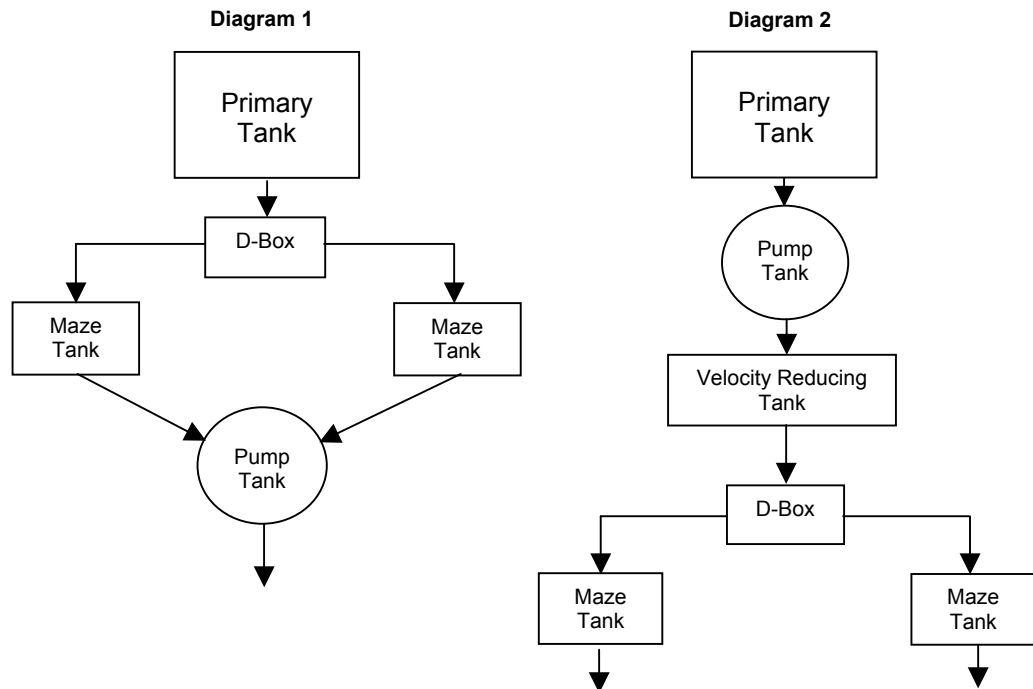 Diagram 1
Primary
Tank
D-Box
Maze
Tank
Maze
Tank
Pump
Tank
Diagram 2
Primary
Tank
Pump
Tank
Velocity Reducing
Tank
D-Box
Maze
Tank
Maze
Tank